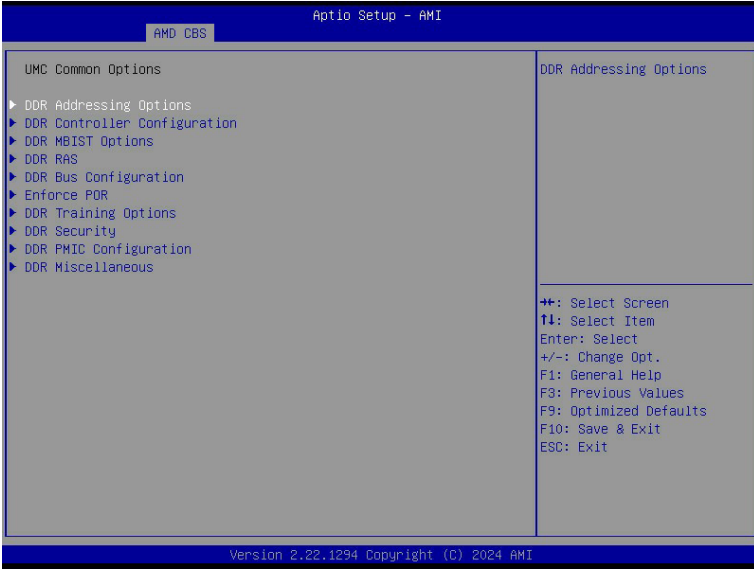 Aptio Setup – AMI
AMD CBS
UMC Common Options
DDR Addressing Options
DDR Controller Configuration
DDR MBIST Options
DDR RAS
DDR Bus Configuration
Enforce POR
DDR Training Options
DDR Security
DDR PMIC Configuration
DDR Miscellaneous
DDR Addressing Options
→←: Select Screen
↑↓: Select Item
Enter: Select
+/-: Change Opt.
F1: General Help
F3: Previous Values
F9: Optimized Defaults
F10: Save & Exit
ESC: Exit
Version 2.22.1294 Copyright (C) 2024 AMI